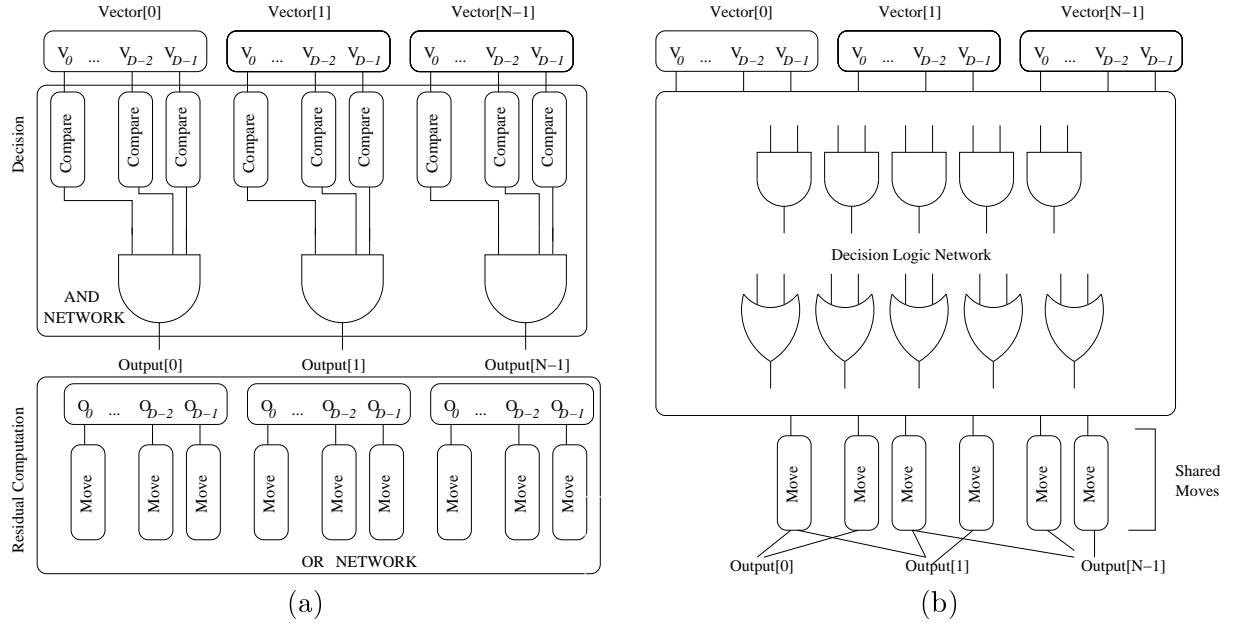 Vector[0] Vector[1] Vector[N−1]
V0 ... VD−2 VD−1 V0 ... VD−2 VD−1 V0 ... VD−2 VD−1
Decision
Compare Compare Compare Compare Compare Compare Compare Compare Compare
AND
NETWORK
Output[0] Output[1] Output[N−1]
Residual Computation
O0 ... OD−2 OD−1 O0 ... OD−2 OD−1 O0 ... OD−2 OD−1
Move Move Move Move Move Move Move Move Move
OR NETWORK
(a)
Vector[0] Vector[1] Vector[N−1]
V0 ... VD−2 VD−1 V0 ... VD−2 VD−1 V0 ... VD−2 VD−1
Decision Logic Network
Move Move Move Move Move Move
Shared
Moves
Output[0] Output[1] Output[N−1]
(b)